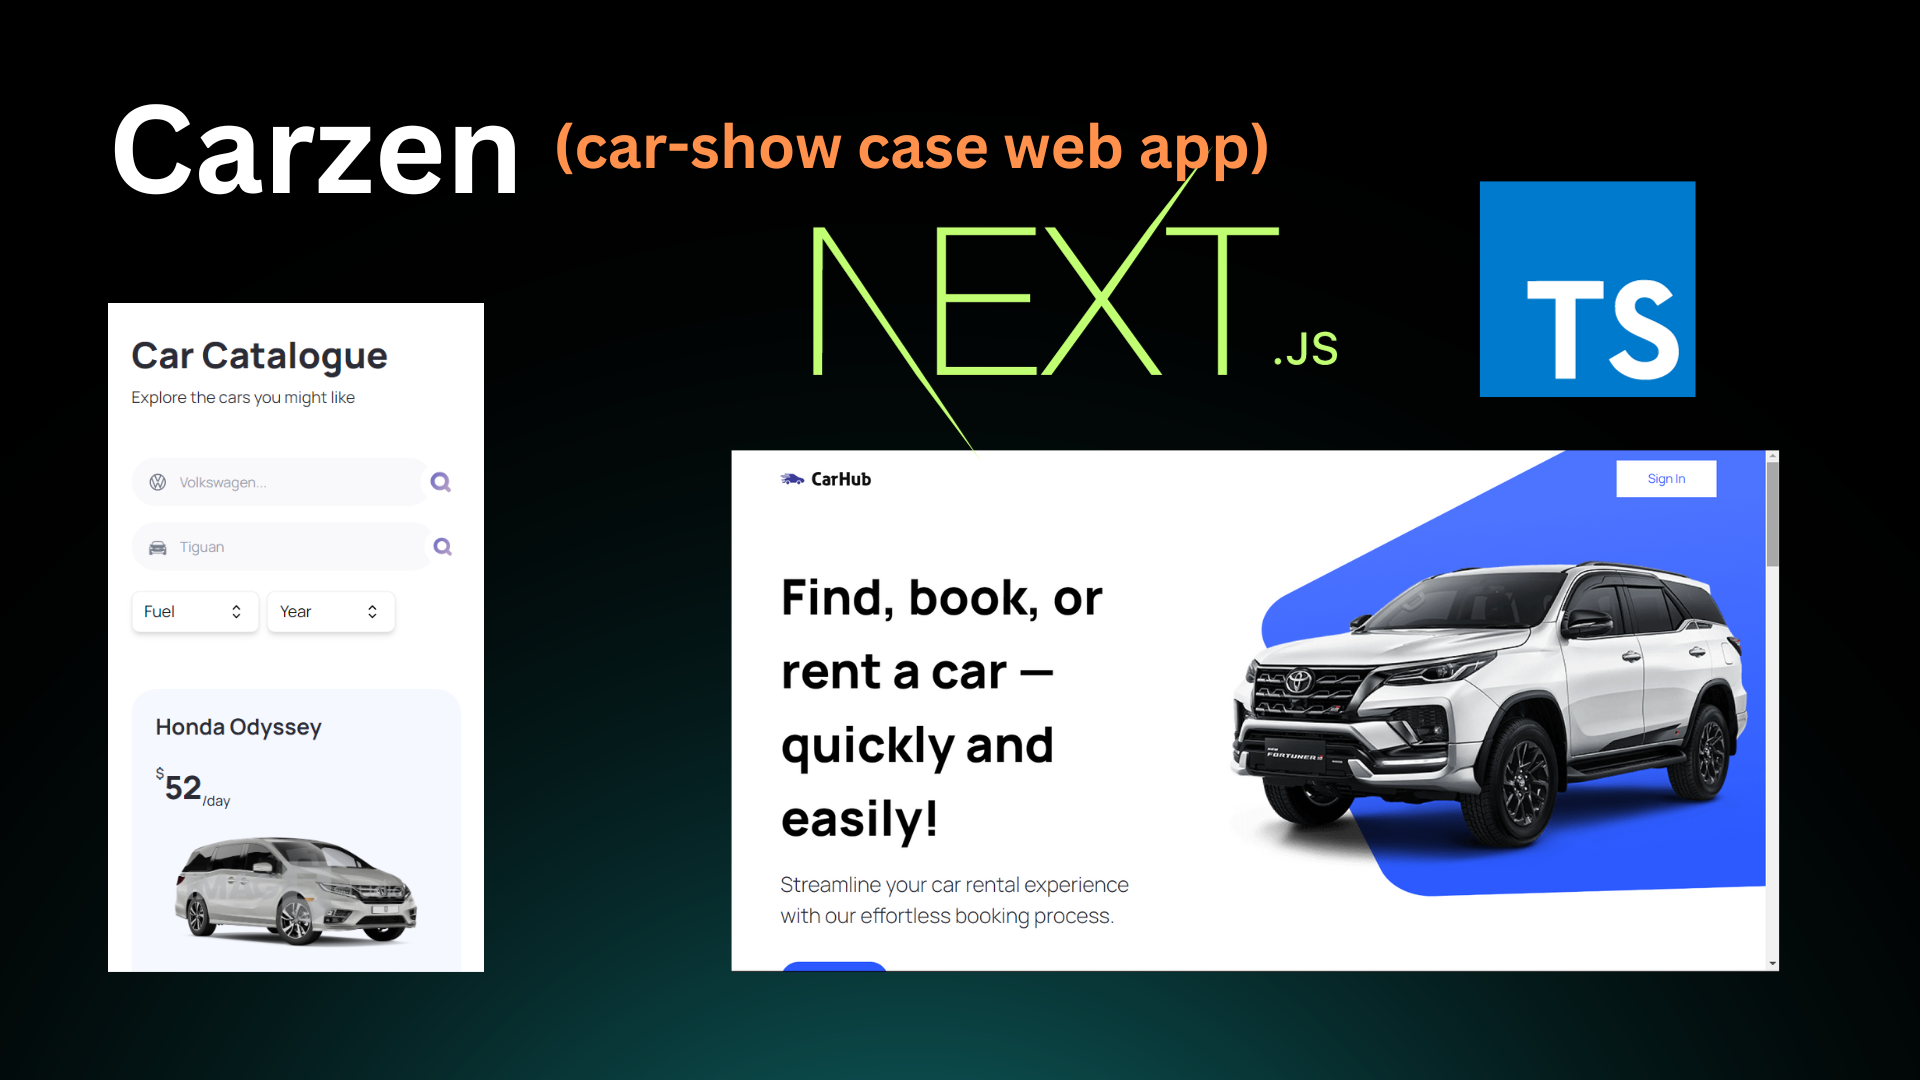 Carzen (car-show case web app)
NEXT.JS
TS
Car Catalogue
Explore the cars you might like
Volkswagen...
Tiguan
Fuel Year
Honda Odyssey
$52/day
CarHub
Sign In
Find, book, or
rent a car —
quickly and
easily!
Streamline your car rental experience
with our effortless booking process.
FORTUNER